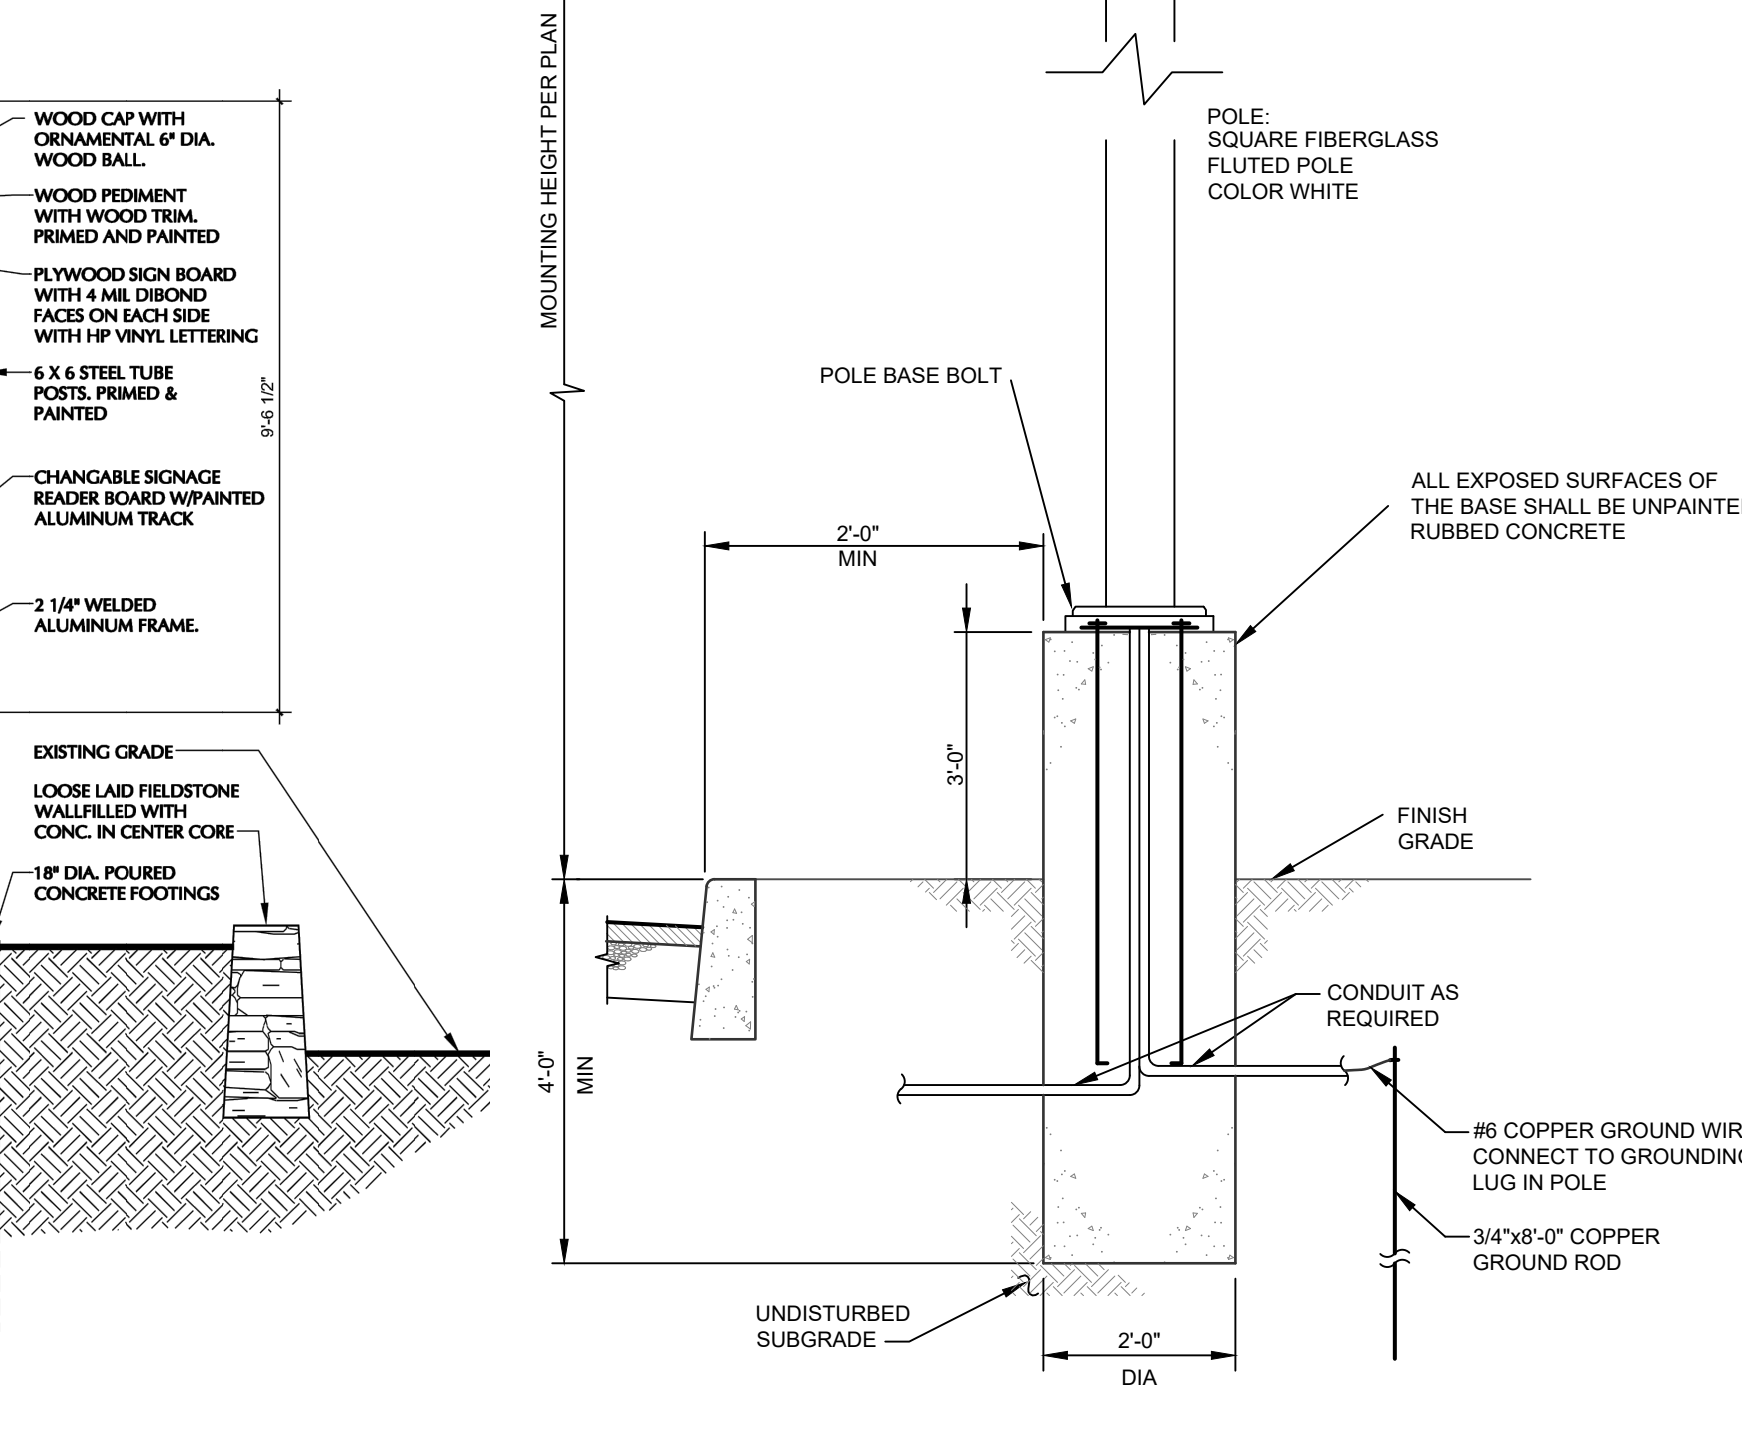 WOOD CAP WITH
ORNAMENTAL 6" DIA.
WOOD BALL.
WOOD PEDIMENT
WITH WOOD TRIM.
PRIMED AND PAINTED
PLYWOOD SIGN BOARD
WITH 4 MIL DIBOND
FACES ON EACH SIDE
WITH HP VINYL LETTERING
6 X 6 STEEL TUBE
POSTS. PRIMED &
PAINTED
9'-6 1/2"
CHANGABLE SIGNAGE
READER BOARD W/PAINTED
ALUMINUM TRACK
2 1/4" WELDED
ALUMINUM FRAME.
EXISTING GRADE
LOOSE LAID FIELDSTONE
WALLFILLED WITH
CONC. IN CENTER CORE
18" DIA. POURED
CONCRETE FOOTINGS
MOUNTING HEIGHT PER PLAN
POLE:
SQUARE FIBERGLASS
FLUTED POLE
COLOR WHITE
POLE BASE BOLT
ALL EXPOSED SURFACES OF
THE BASE SHALL BE UNPAINTE
RUBBED CONCRETE
2'-0"
MIN
3'-0"
FINISH
GRADE
CONDUIT AS
REQUIRED
4'-0"
MIN
#6 COPPER GROUND WIR
CONNECT TO GROUNDING
LUG IN POLE
3/4"x8'-0" COPPER
GROUND ROD
UNDISTURBED
SUBGRADE
2'-0"
DIA